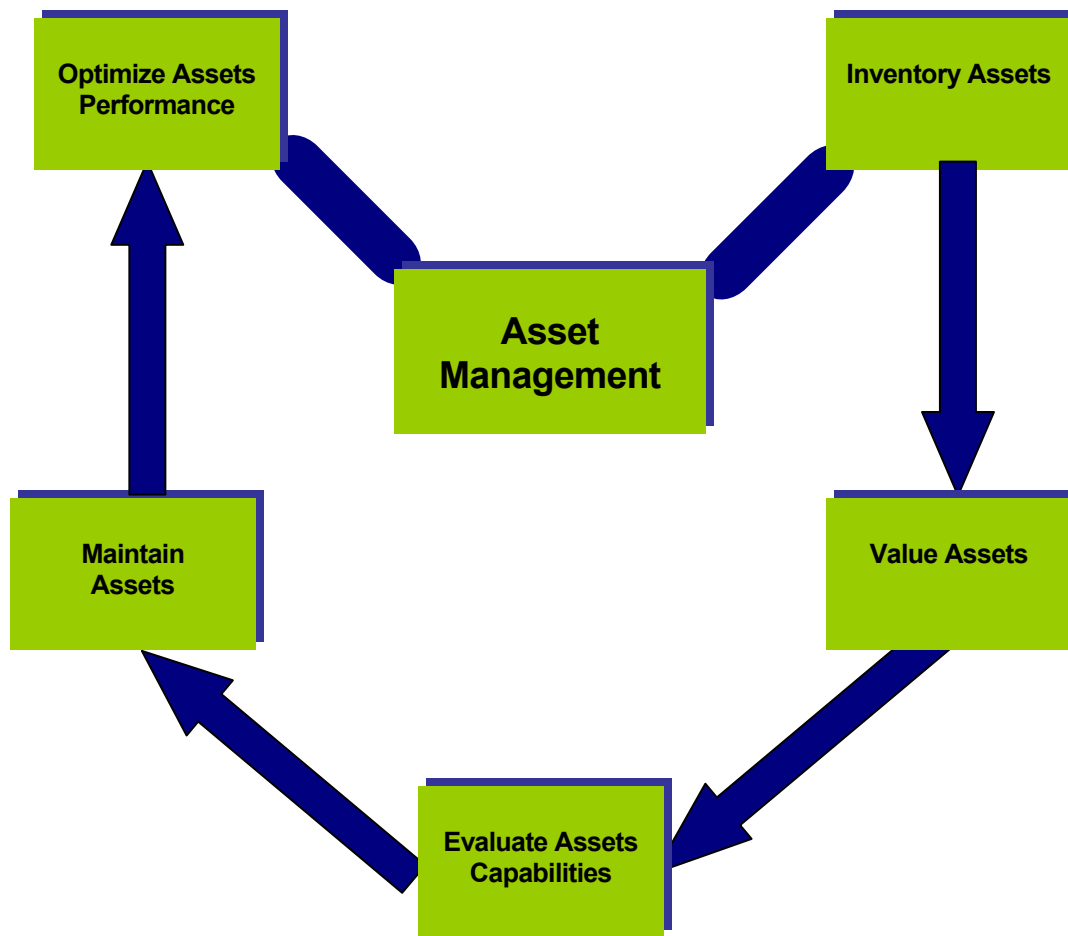 Optimize Assets
Performance
Inventory Assets
Asset
Management
Maintain
Assets
Value Assets
Evaluate Assets
Capabilities